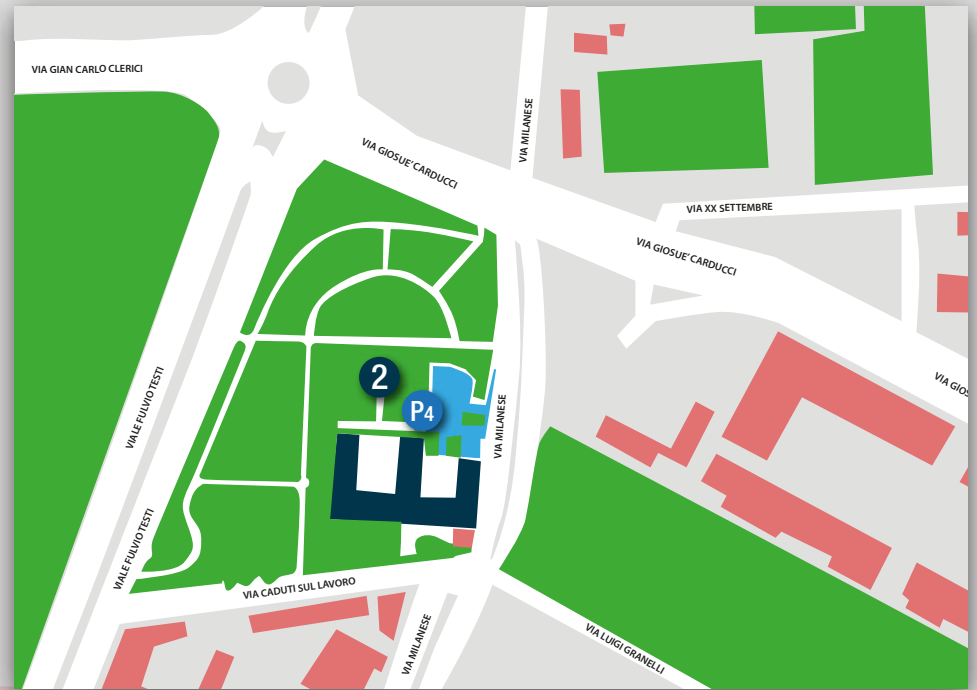 VIA GIAN CARLO CLERICI
VIA GIOSUE' CARDUCCI
VIA MILANESE
VIA XX SETTEMBRE
VIA GIOSUE' CARDUCCI
VIA GIOS
2
P4
VIA MILANESE
VIALE FULVIO TESTI
VIALE FULVIO TESTI
VIA CADUTI SUL LAVORO
VIA MILANESE
VIA LUIGI GRANELLI